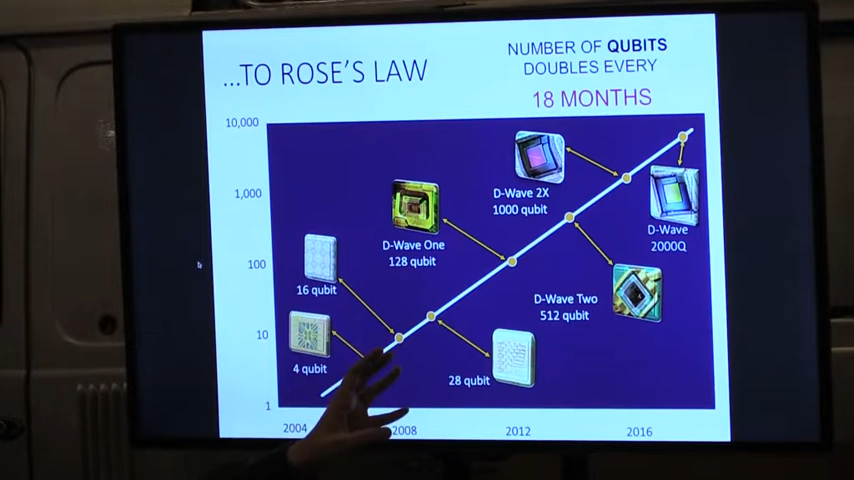 ...TO ROSE'S LAW
NUMBER OF QUBITS
DOUBLES EVERY
18 MONTHS
10,000
1,000
100
10
1
2004
2008
2012
2016
4 qubit
16 qubit
28 qubit
D-Wave One
128 qubit
D-Wave Two
512 qubit
D-Wave 2X
1000 qubit
D-Wave
2000Q